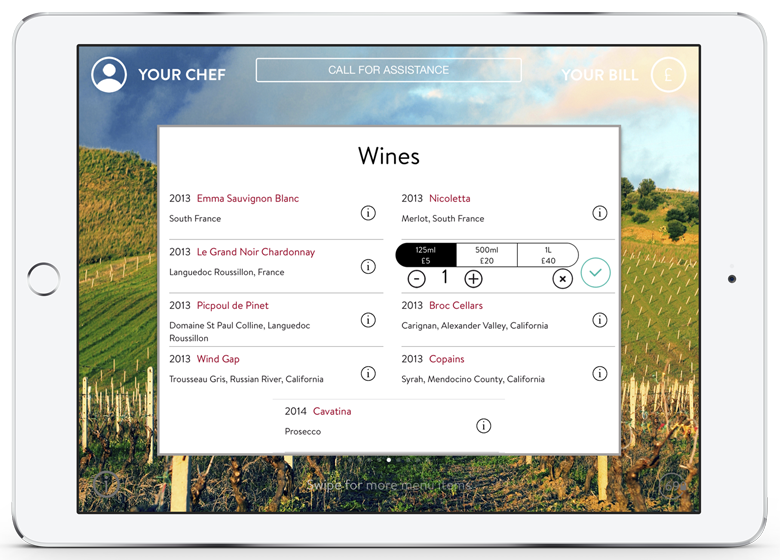 YOUR CHEF
CALL FOR ASSISTANCE
YOUR BILL £
Wines
2013 Emma Sauvignon Blanc
South France
i
2013 Nicoletta
Merlot, South France
i
2013 Le Grand Noir Chardonnay
Languedoc Roussillon, France
i
125ml 500ml 1L
£5 £20 £40
- 1 + x
2013 Picpoul de Pinet
Domaine St Paul Colline, Languedoc
Roussillon
i
2013 Broc Cellars
Carignan, Alexander Valley, California
i
2013 Wind Gap
Trousseau Gris, Russian River, California
i
2013 Copains
Syrah, Mendocino County, California
i
2014 Cavatina
Prosecco
i
Swipe for more menu items